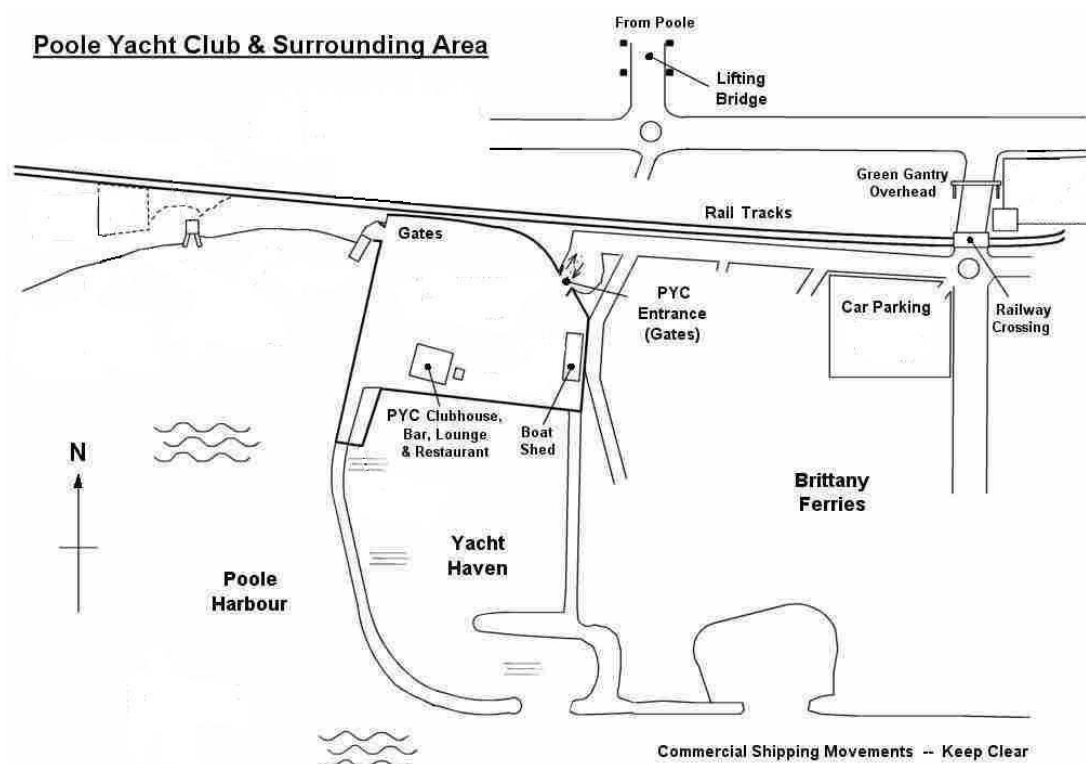 Poole Yacht Club & Surrounding Area
From Poole
Lifting
Bridge
Green Gantry
Overhead
Rail Tracks
Gates
PYC
Entrance
(Gates)
Car Parking
Railway
Crossing
PYC Clubhouse,
Bar, Lounge
& Restaurant
Boat
Shed
N
Brittany
Ferries
Yacht
Haven
Poole
Harbour
Commercial Shipping Movements -- Keep Clear